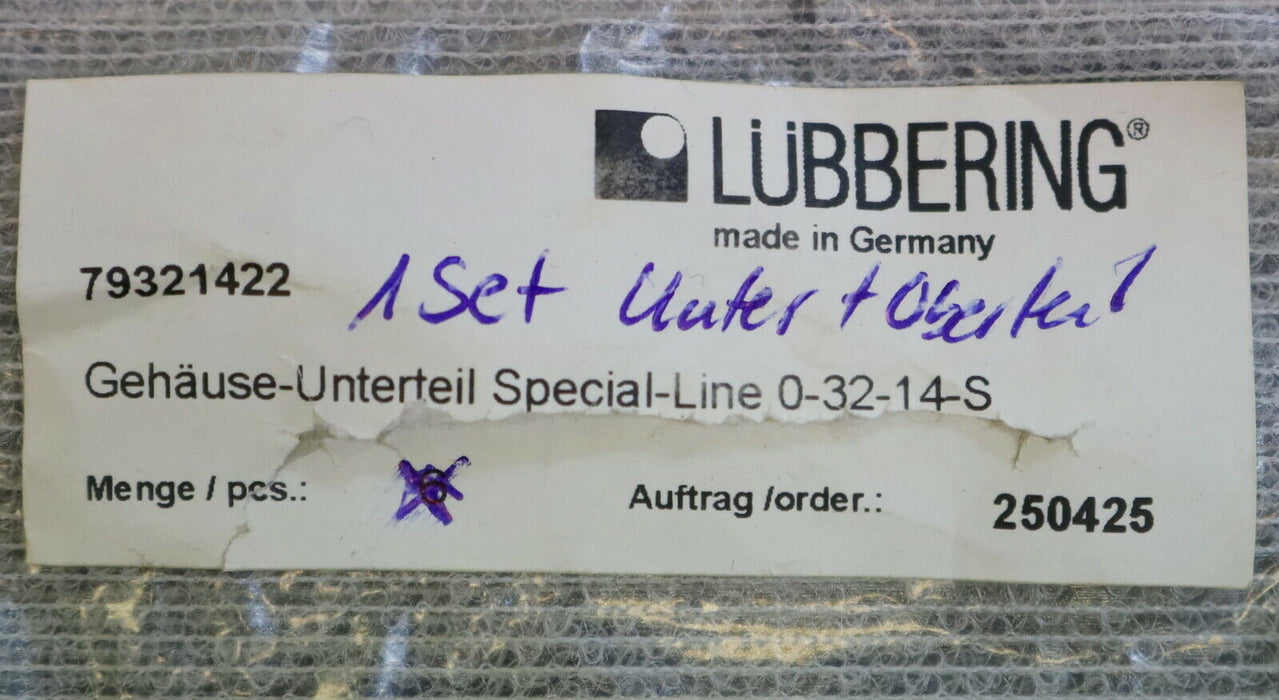 LÜBBERING®
made in Germany
79321422 1 Set Unter + Oberteil
Gehäuse-Unterteil Special-Line 0-32-14-S
Menge / pcs.: 6 Auftrag /order.: 250425